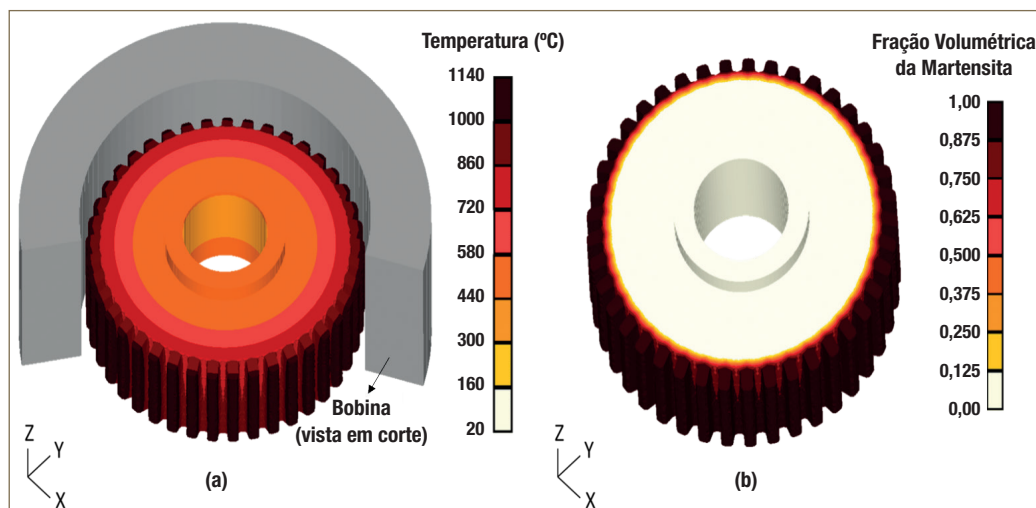 Temperatura (ºC)
1140
1000
860
720
580
440
300
160
20
Bobina
(vista em corte)
Z
Y
X
(a)
Fração Volumétrica
da Martensita
1,00
0,875
0,750
0,625
0,500
0,375
0,250
0,125
0,00
Z
Y
X
(b)